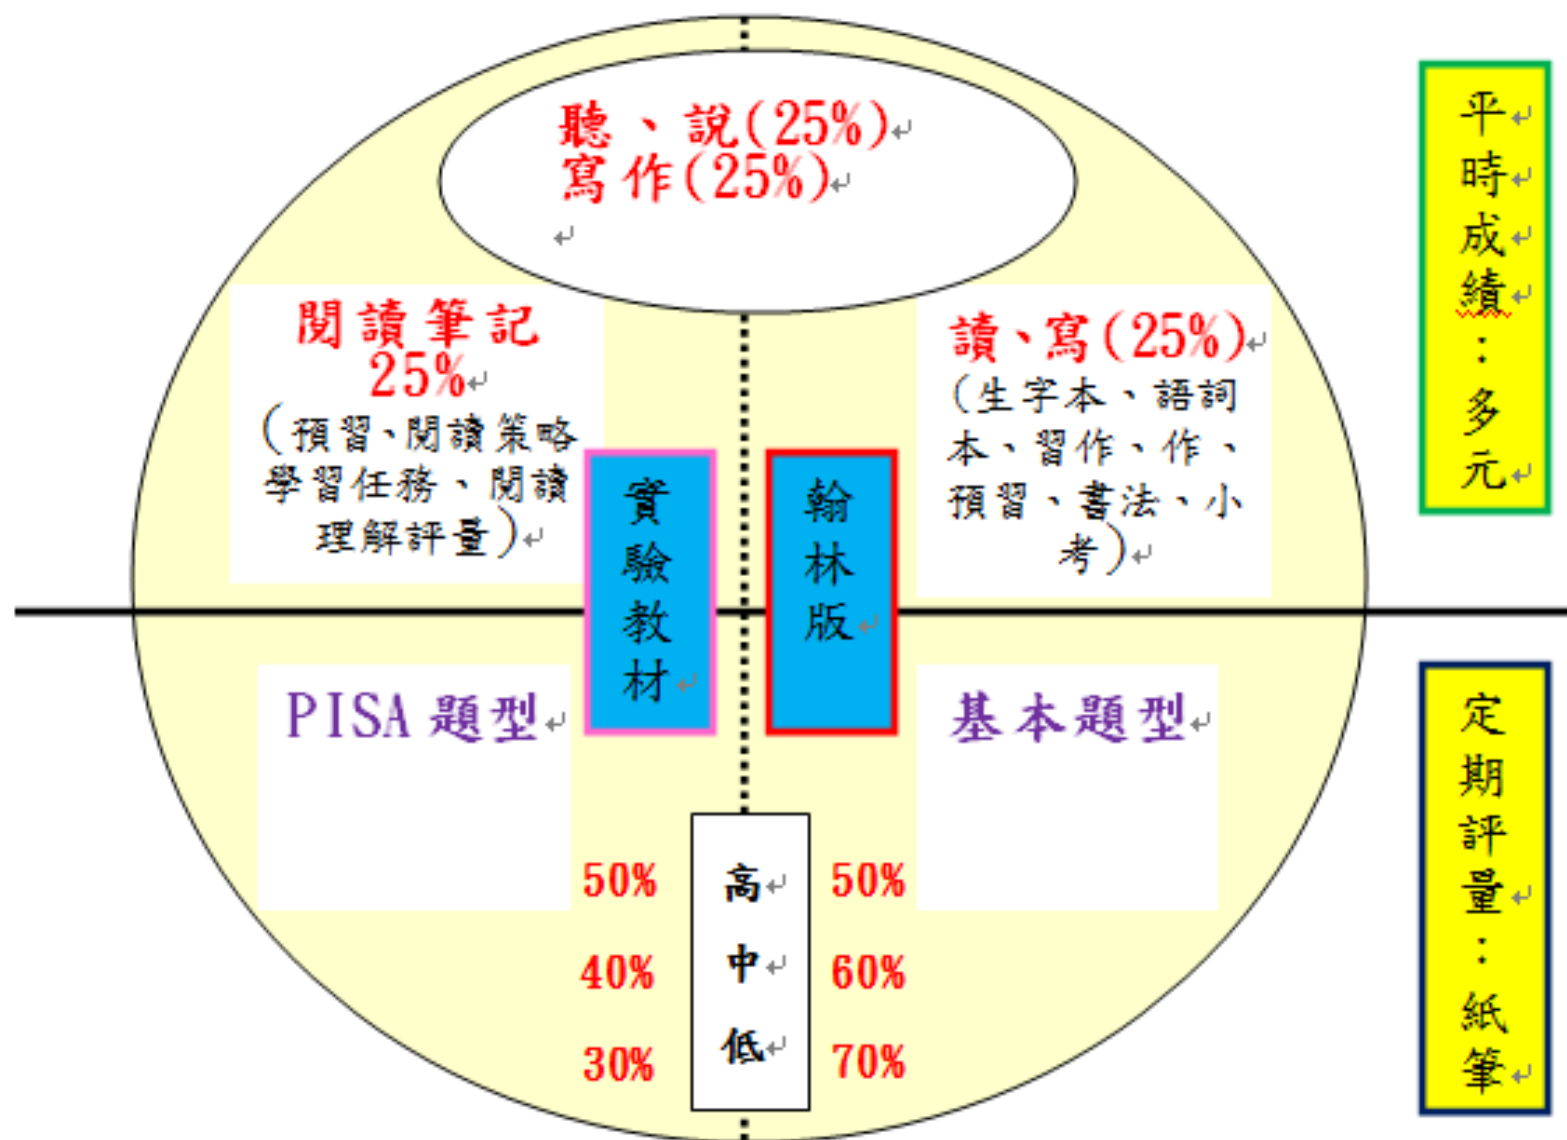 聽、說(25%)
寫作(25%)
閱讀筆記
25%
(預習、閱讀策略
學習任務、閱讀
理解評量)
讀、寫(25%)
(生字本、語詞
本、習作、作、
預習、書法、小
考)
實驗教材
翰林版
平時成績：多元
PISA 題型
基本題型
50%
高
50%
40%
中
60%
30%
低
70%
定期評量：紙筆